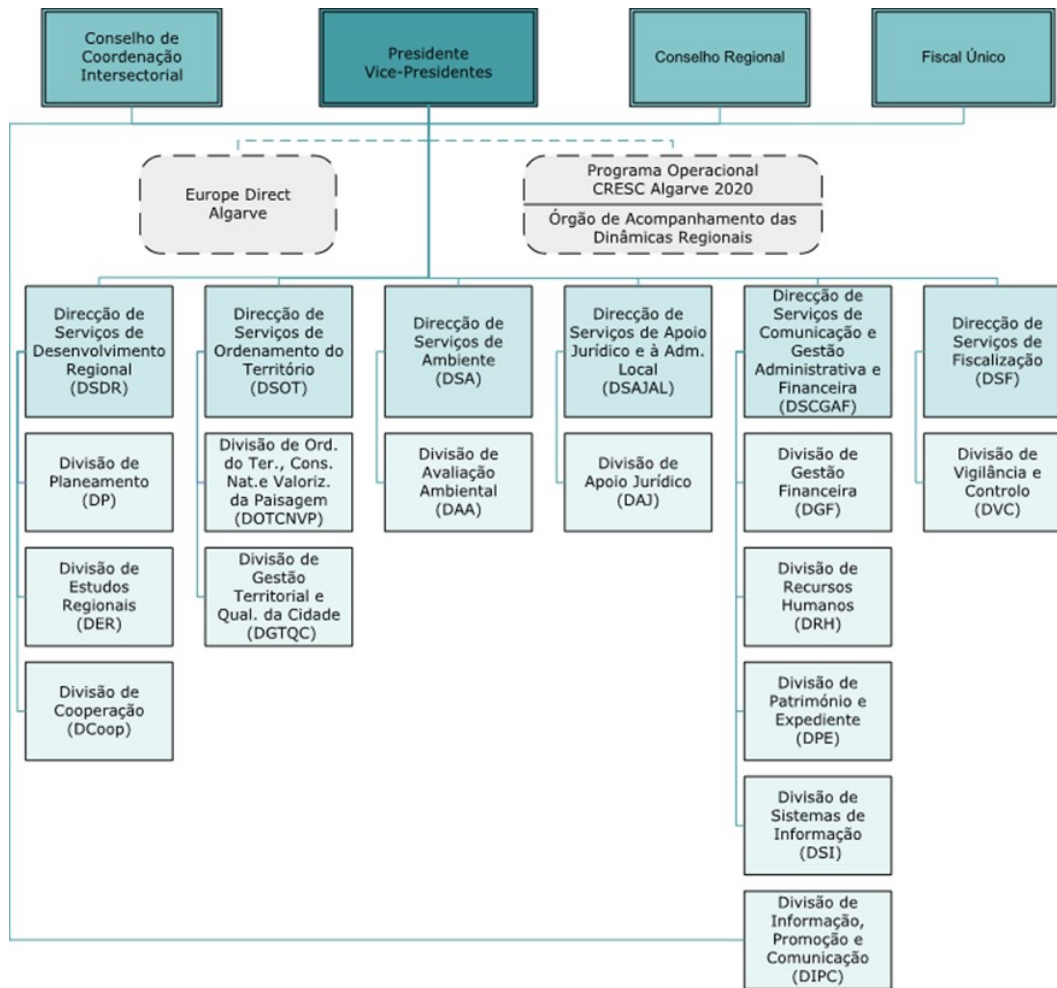 Conselho de
Coordenação
Intersectorial
Presidente
Vice-Presidentes
Conselho Regional
Fiscal Único
Europe Direct
Algarve
Programa Operacional
CRESC Algarve 2020
Órgão de Acompanhamento das
Dinâmicas Regionais
Direcção de
Serviços de
Desenvolvimento
Regional
(DSDR)
Direcção de
Serviços de
Ordenamento do
Território
(DSOT)
Direcção de
Serviços de
Ambiente
(DSA)
Direcção de
Serviços de Apoio
Jurídico e à Adm.
Local
(DSAJAL)
Direcção de
Serviços de
Comunicação e
Gestão
Administrativa e
Financeira
(DSCGAF)
Direcção de
Serviços de
Fiscalização
(DSF)
Divisão de
Planeamento
(DP)
Divisão de Ord.
do Ter., Cons.
Nat.e Valoriz.
da Paisagem
(DOTCNVP)
Divisão de
Avaliação
Ambiental
(DAA)
Divisão de
Apoio Jurídico
(DAJ)
Divisão de
Gestão
Financeira
(DGF)
Divisão de
Vigilância e
Controlo
(DVC)
Divisão de
Estudos
Regionais
(DER)
Divisão de
Gestão
Territorial e
Qual. da Cidade
(DGTQC)
Divisão de
Recursos
Humanos
(DRH)
Divisão de
Cooperação
(DCoop)
Divisão de
Património e
Expediente
(DPE)
Divisão de
Sistemas de
Informação
(DSI)
Divisão de
Informação,
Promoção e
Comunicação
(DIPC)